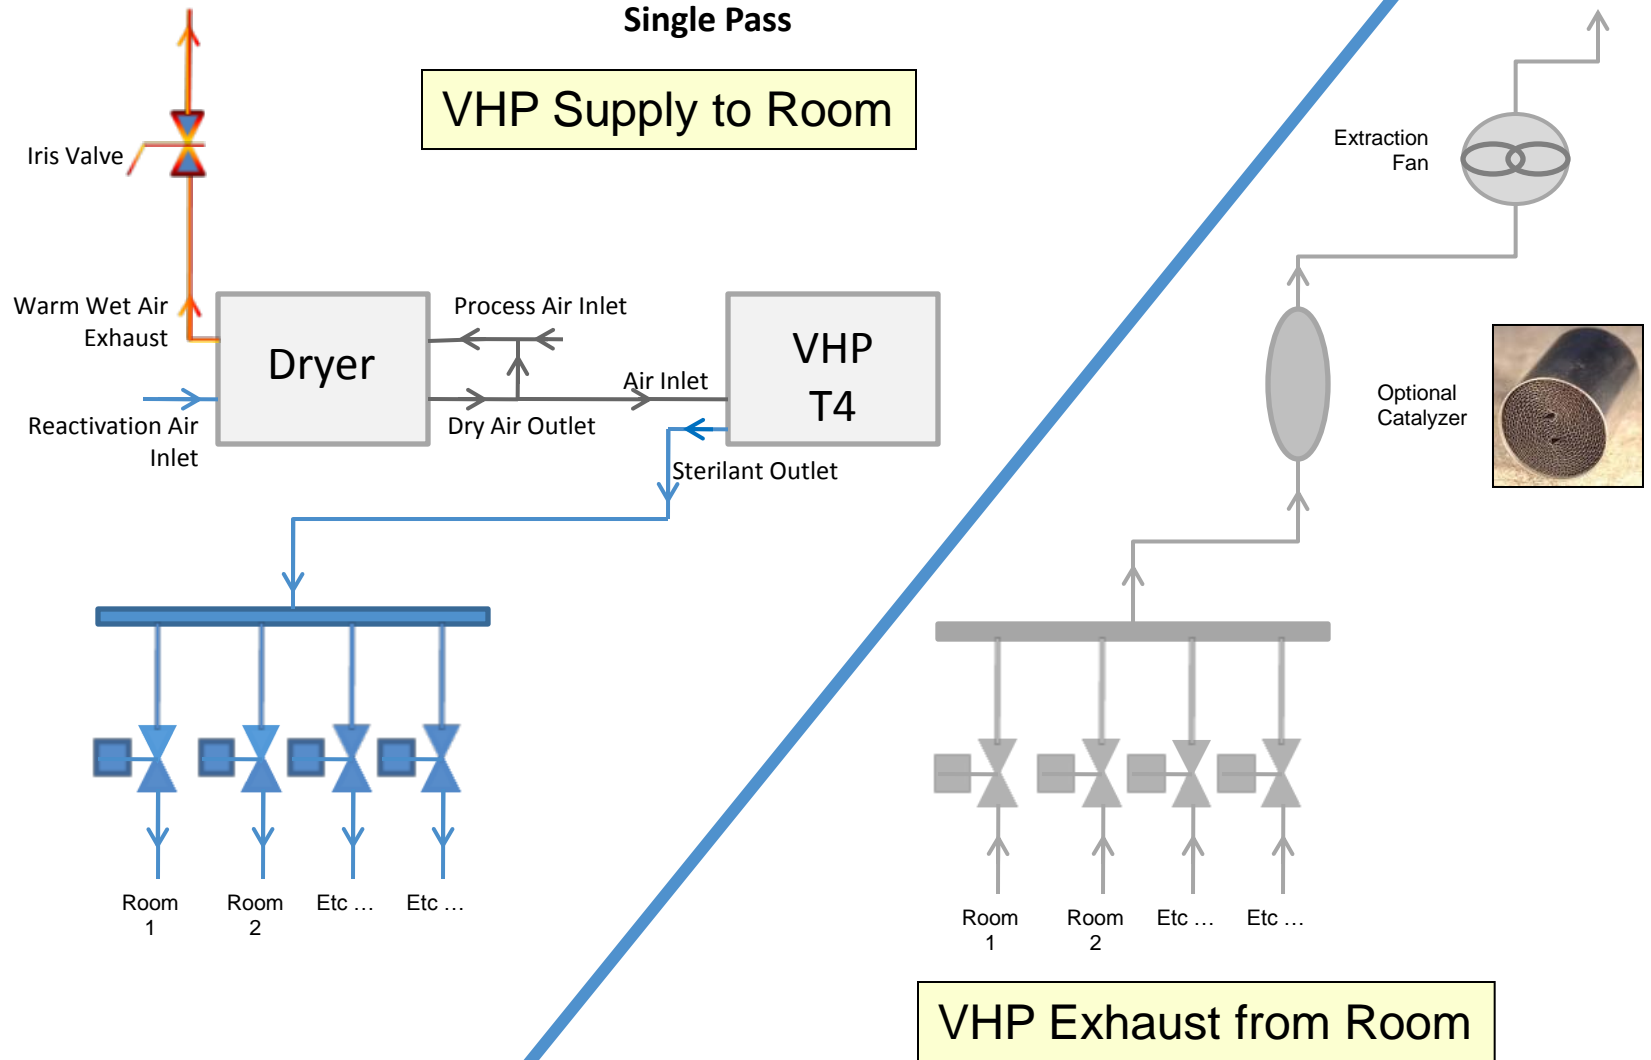 Single Pass
VHP Supply to Room
Iris Valve
Warm Wet Air
Exhaust
Process Air Inlet
Dryer
VHP
T4
Air Inlet
Reactivation Air
Inlet
Dry Air Outlet
Sterilant Outlet
Room
1
Room
2
Etc ...
Etc ...
Extraction
Fan
Optional
Catalyzer
Room
1
Room
2
Etc ...
Etc ...
VHP Exhaust from Room